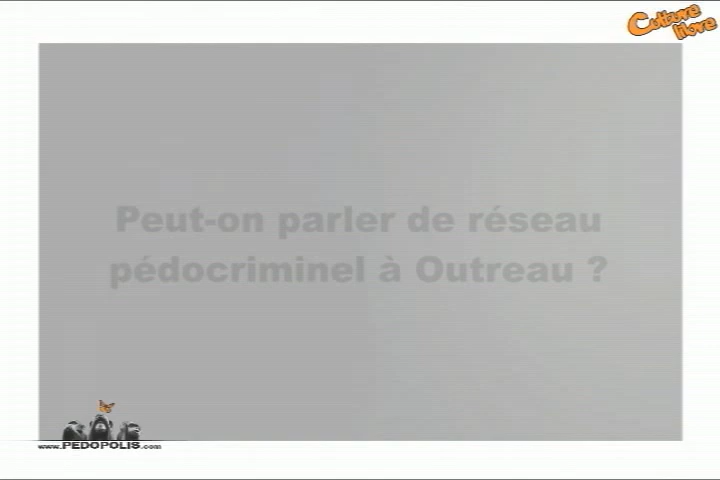 Culture
libre
Peut-on parler de réseau
pédocriminel à Outreau ?
www.PEDOPOLIS.com